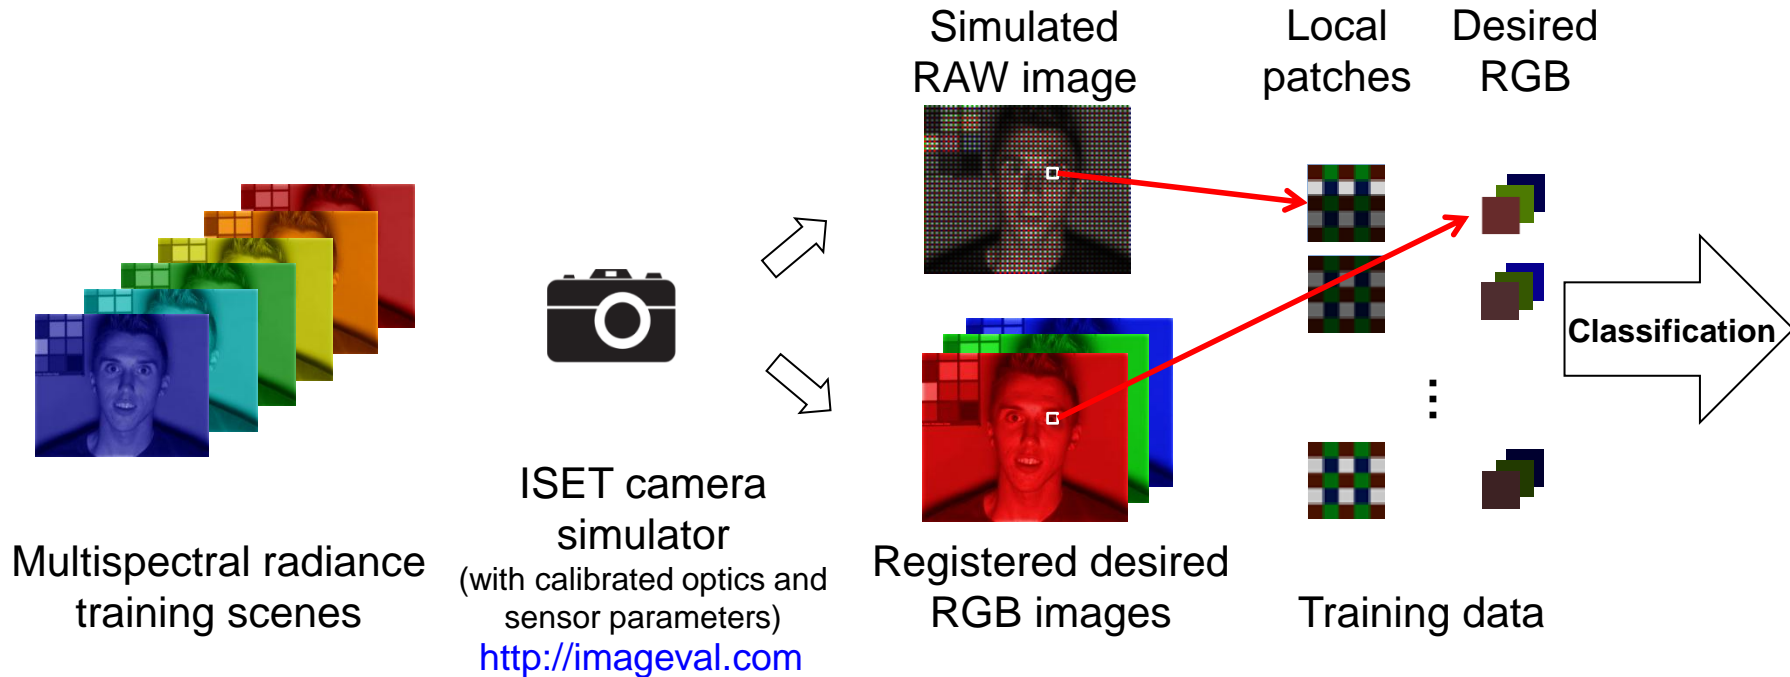 Simulated
RAW image
Local
patches
Desired
RGB
Classification
Multispectral radiance
training scenes
ISET camera
simulator
(with calibrated optics and
sensor parameters)
http://imageval.com
Registered desired
RGB images
Training data